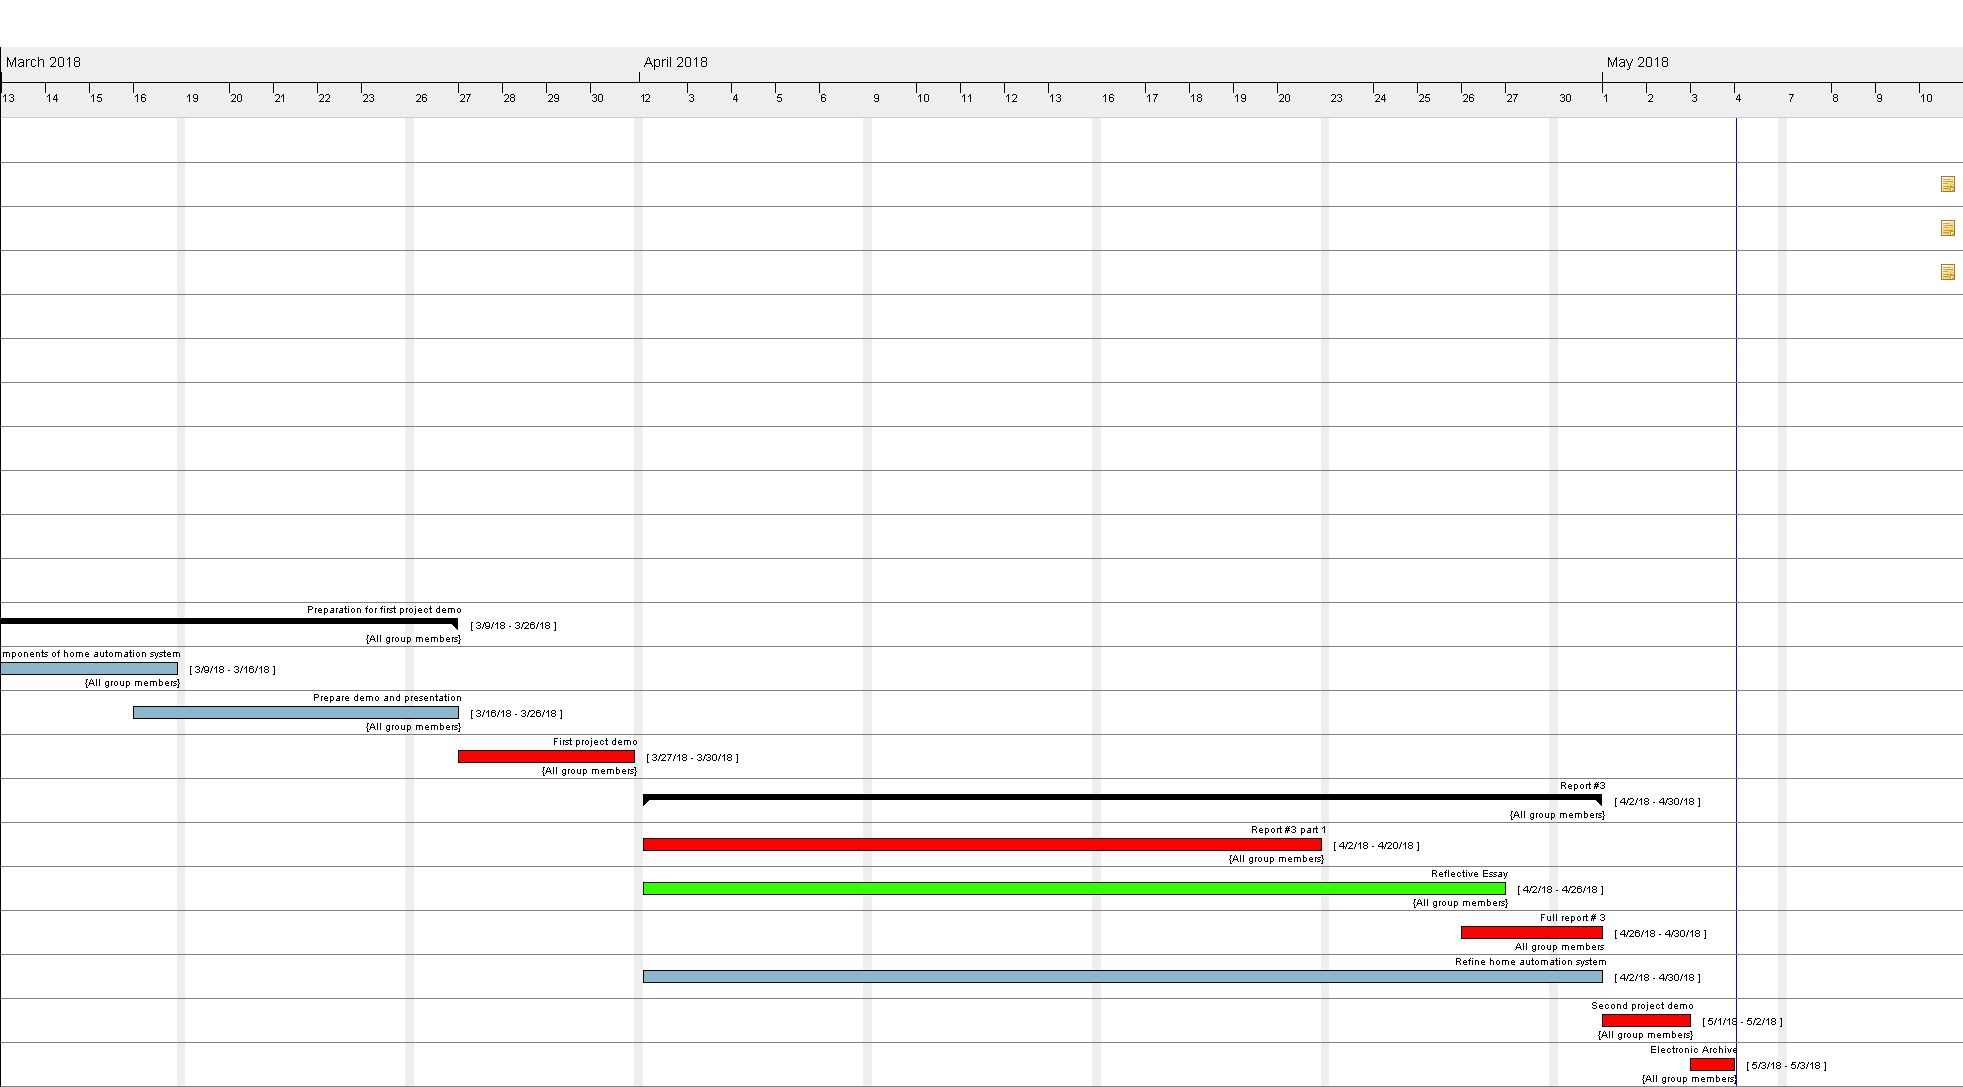 March 2018 April 2018 May 2018
13 14 15 16 19 20 21 22 23 26 27 28 29 30 12 3 4 5 6 9 10 11 12 13 16 17 18 19 20 23 24 25 26 27 30 1 2 3 4 7 8 9 10
Preparation for first project demo
[ 3/9/18 - 3/26/18 ]
{All group members}
mponents of home automation system
[ 3/9/18 - 3/16/18 ]
{All group members}
Prepare demo and presentation
[ 3/16/18 - 3/26/18 ]
{All group members}
First project demo
[ 3/27/18 - 3/30/18 ]
{All group members}
Report #3
[ 4/2/18 - 4/30/18 ]
{All group members}
Report #3 part 1
[ 4/2/18 - 4/20/18 ]
{All group members}
Reflective Essay
[ 4/2/18 - 4/26/18 ]
{All group members}
Full report # 3
[ 4/26/18 - 4/30/18 ]
All group members
Refine home automation system
[ 4/2/18 - 4/30/18 ]
Second project demo
[ 5/1/18 - 5/2/18 ]
{All group members}
Electronic Archive
[ 5/3/18 - 5/3/18 ]
{All group members}